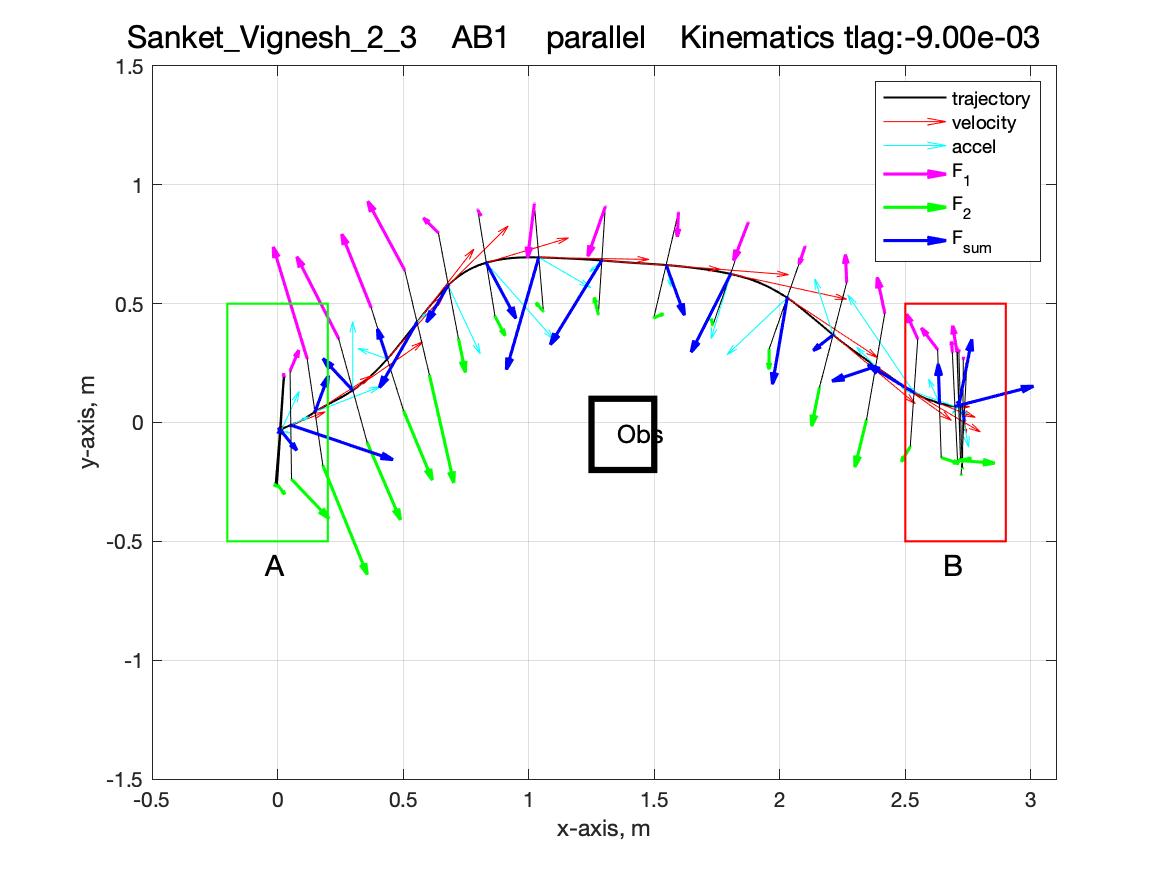 Sanket_Vignesh_2_3 AB1 parallel Kinematics tlag:-9.00e-03
1.5
1
0.5
0
-0.5
-1
-1.5
y-axis, m
trajectory
velocity
accel
F1
F2
Fsum
Obs
A
B
-0.5 0 0.5 1 1.5 2 2.5 3
x-axis, m